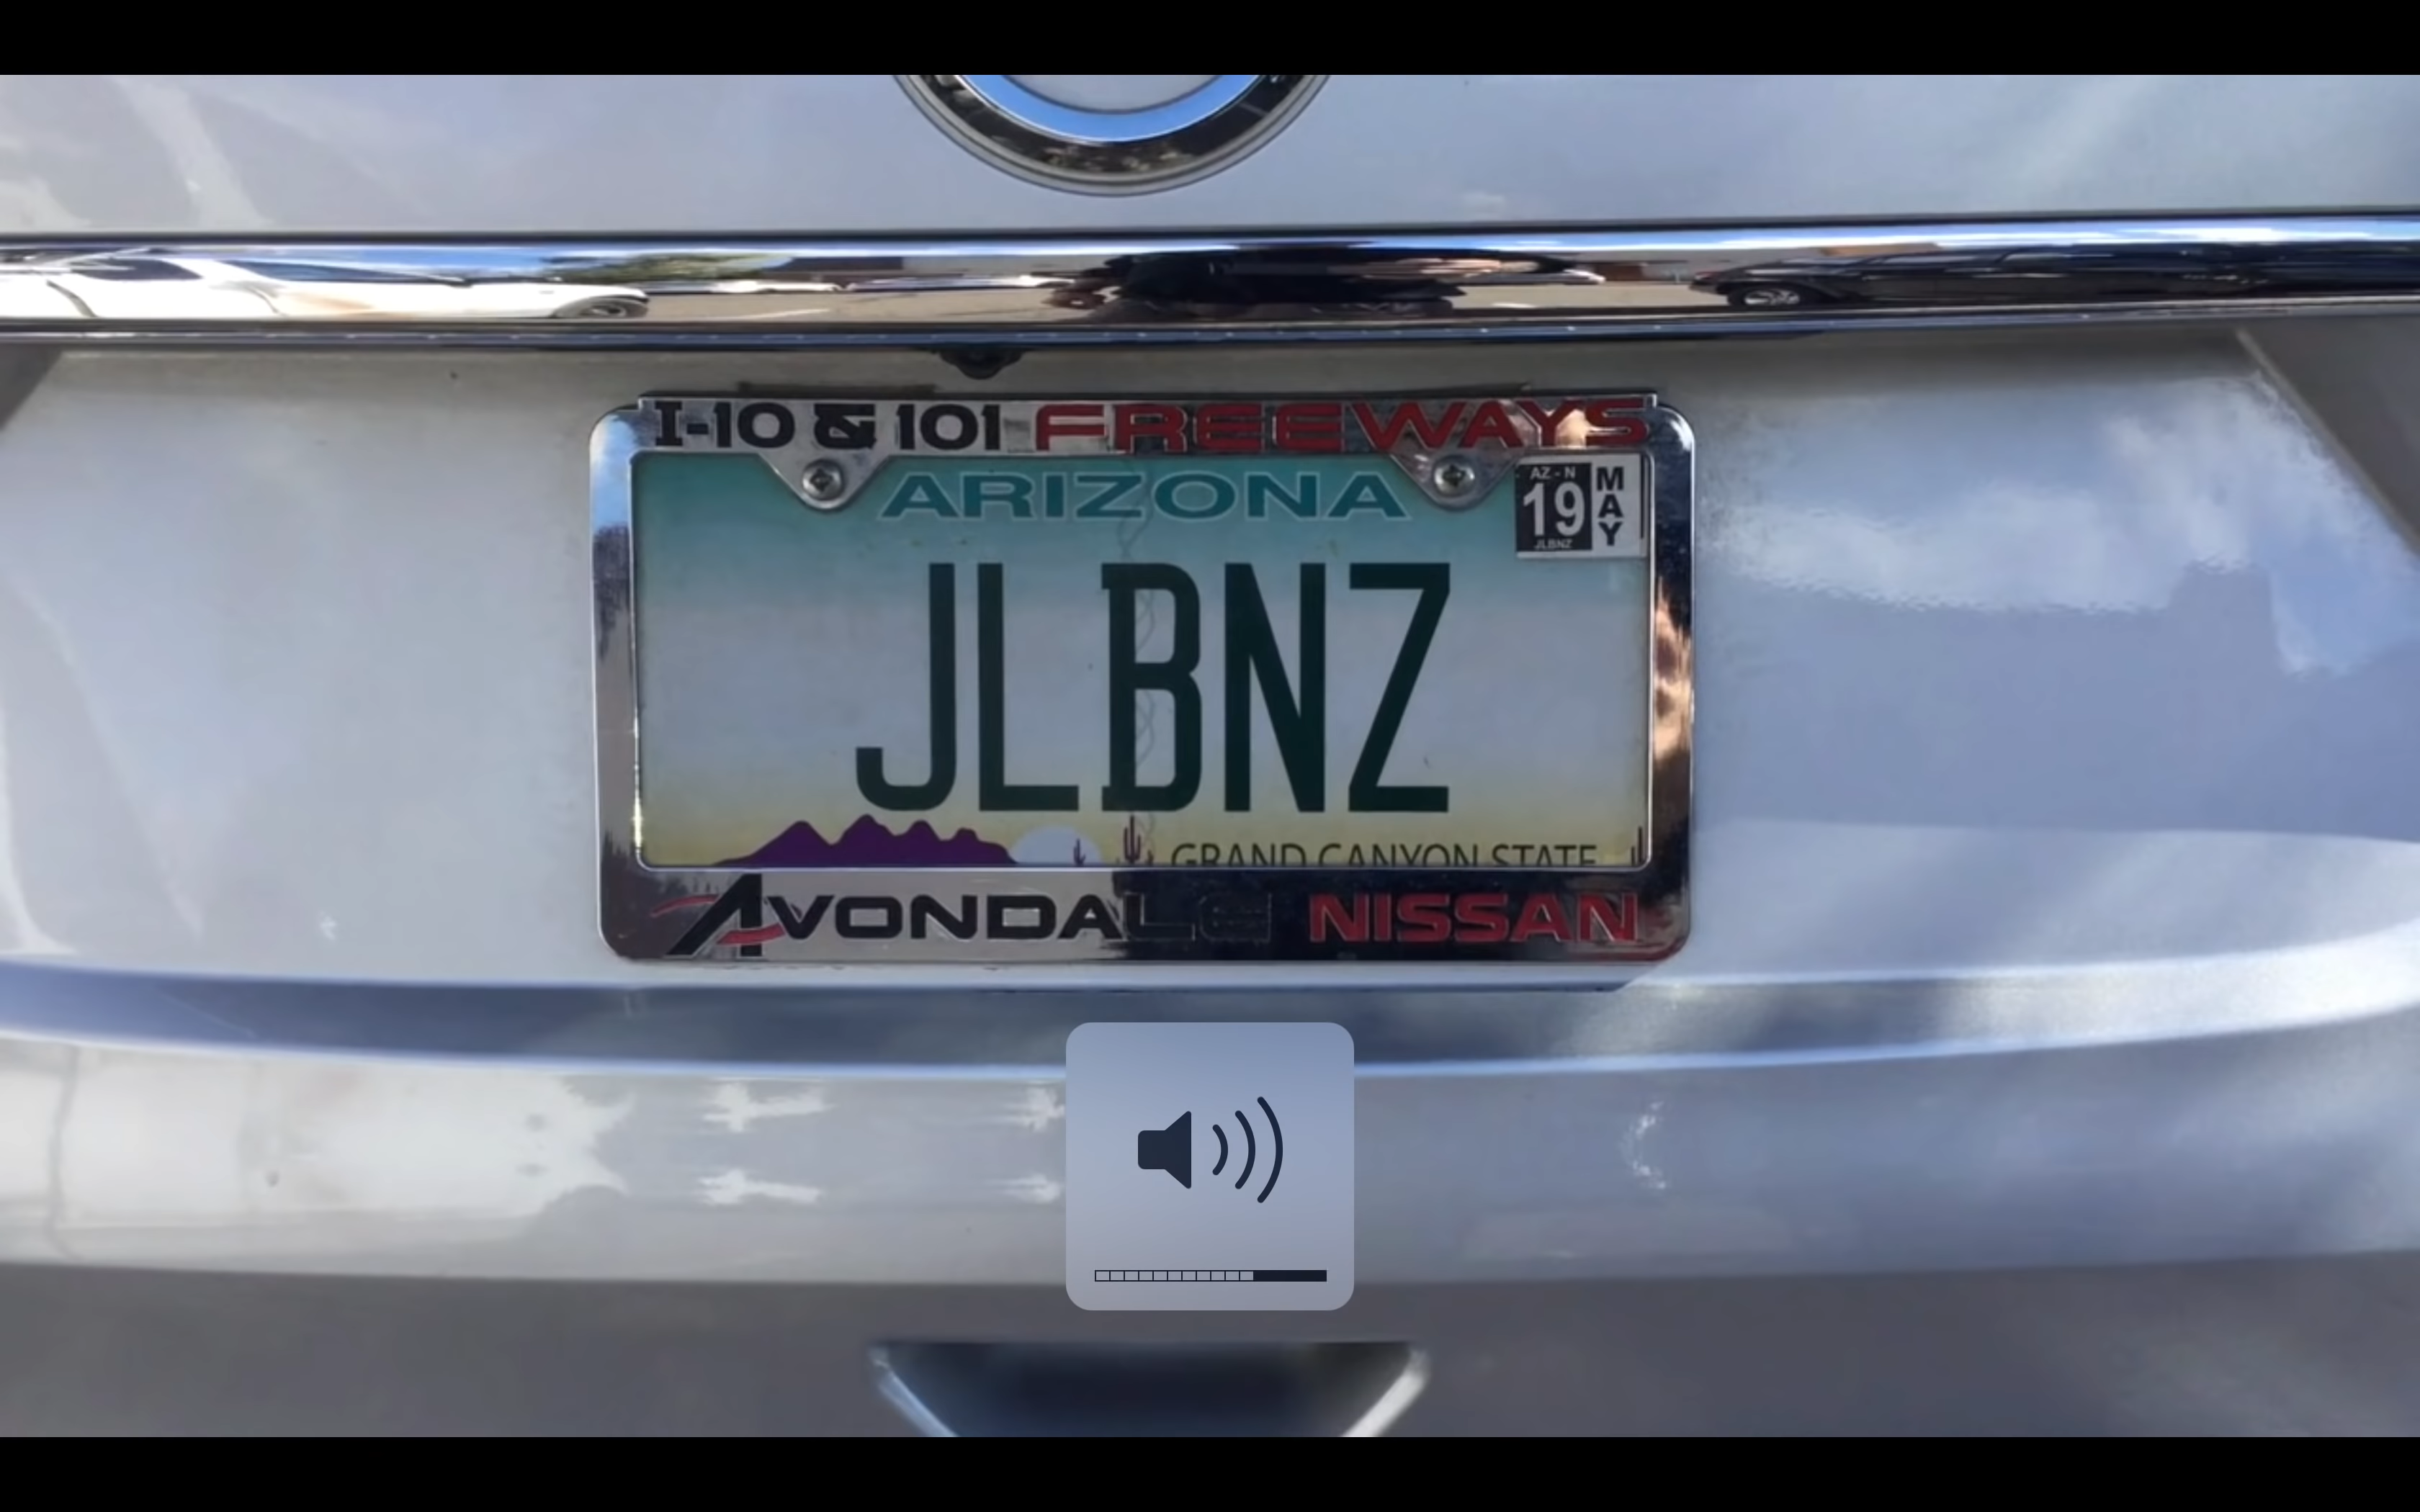 I-10 & 101 FREEWAYS
ARIZONA
AZ - N
19
JLBNZ
MAY
JLBNZ
GRAND CANYON STATE
AVONDALE NISSAN